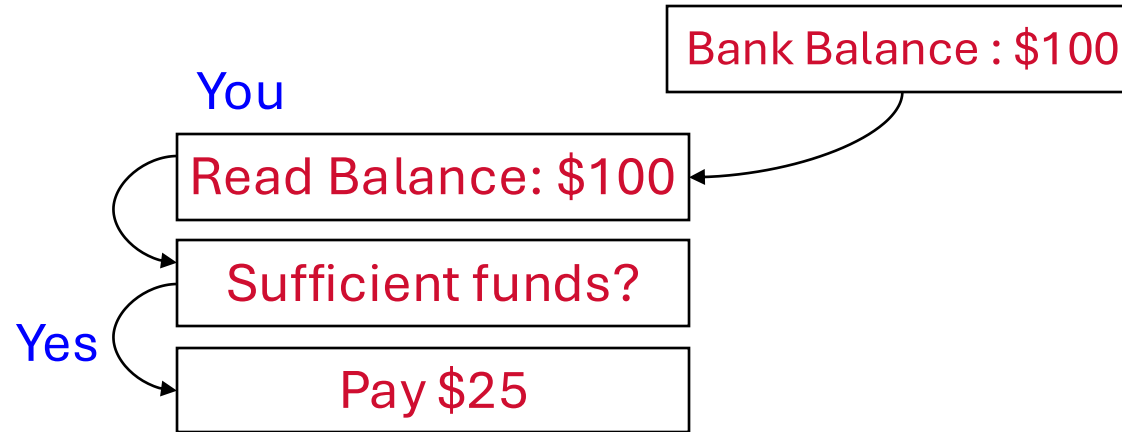 Bank Balance : $100
You
Read Balance: $100
Sufficient funds?
Yes
Pay $25